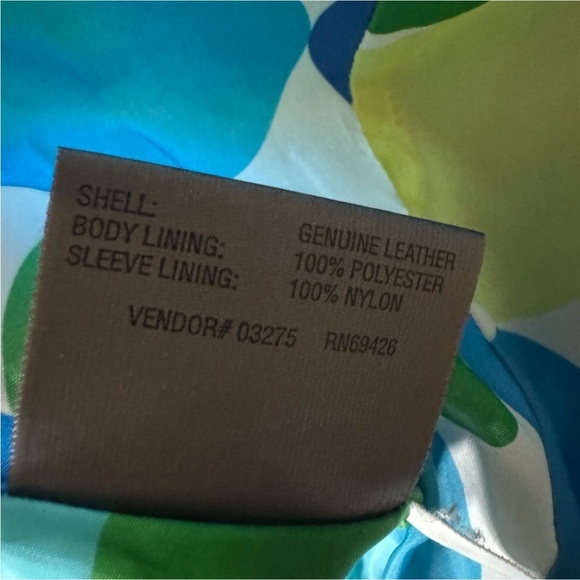 SHELL: GENUINE LEATHER
BODY LINING: 100% POLYESTER
SLEEVE LINING: 100% NYLON
VENDOR# 03275 RN69426